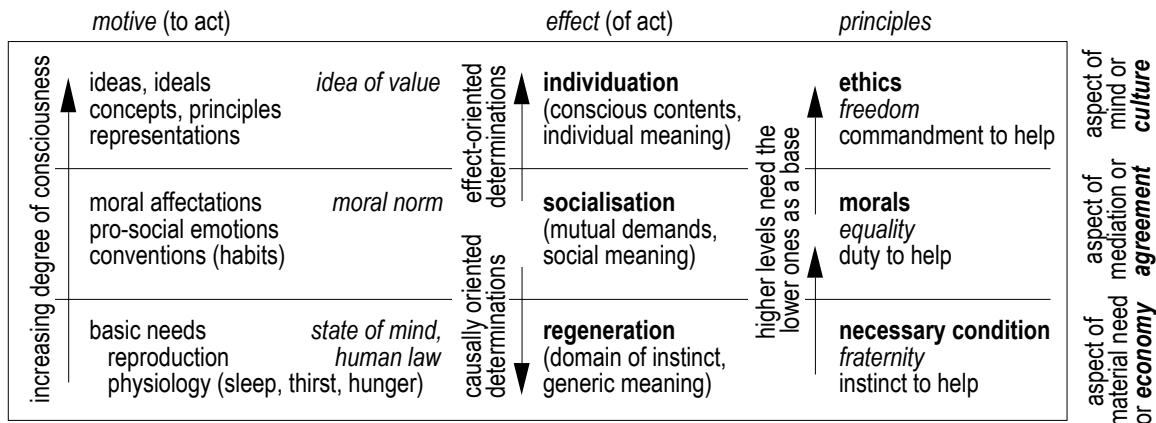 motive (to act) effect (of act) principles
increasing degree of consciousness
ideas, ideals idea of value
concepts, principles
representations
effect-oriented
determinations
individuation
(conscious contents,
individual meaning)
higher levels need the
lower ones as a base
ethics
freedom
commandment to help
aspect of
mind or
culture
moral affectations moral norm
pro-social emotions
conventions (habits)
socialisation
(mutual demands,
social meaning)
morals
equality
duty to help
aspect of
mediation or
agreement
basic needs state of mind,
reproduction human law
physiology (sleep, thirst, hunger)
causally oriented
determinations
regeneration
(domain of instinct,
generic meaning)
necessary condition
fraternity
instinct to help
aspect of
material need
or economy